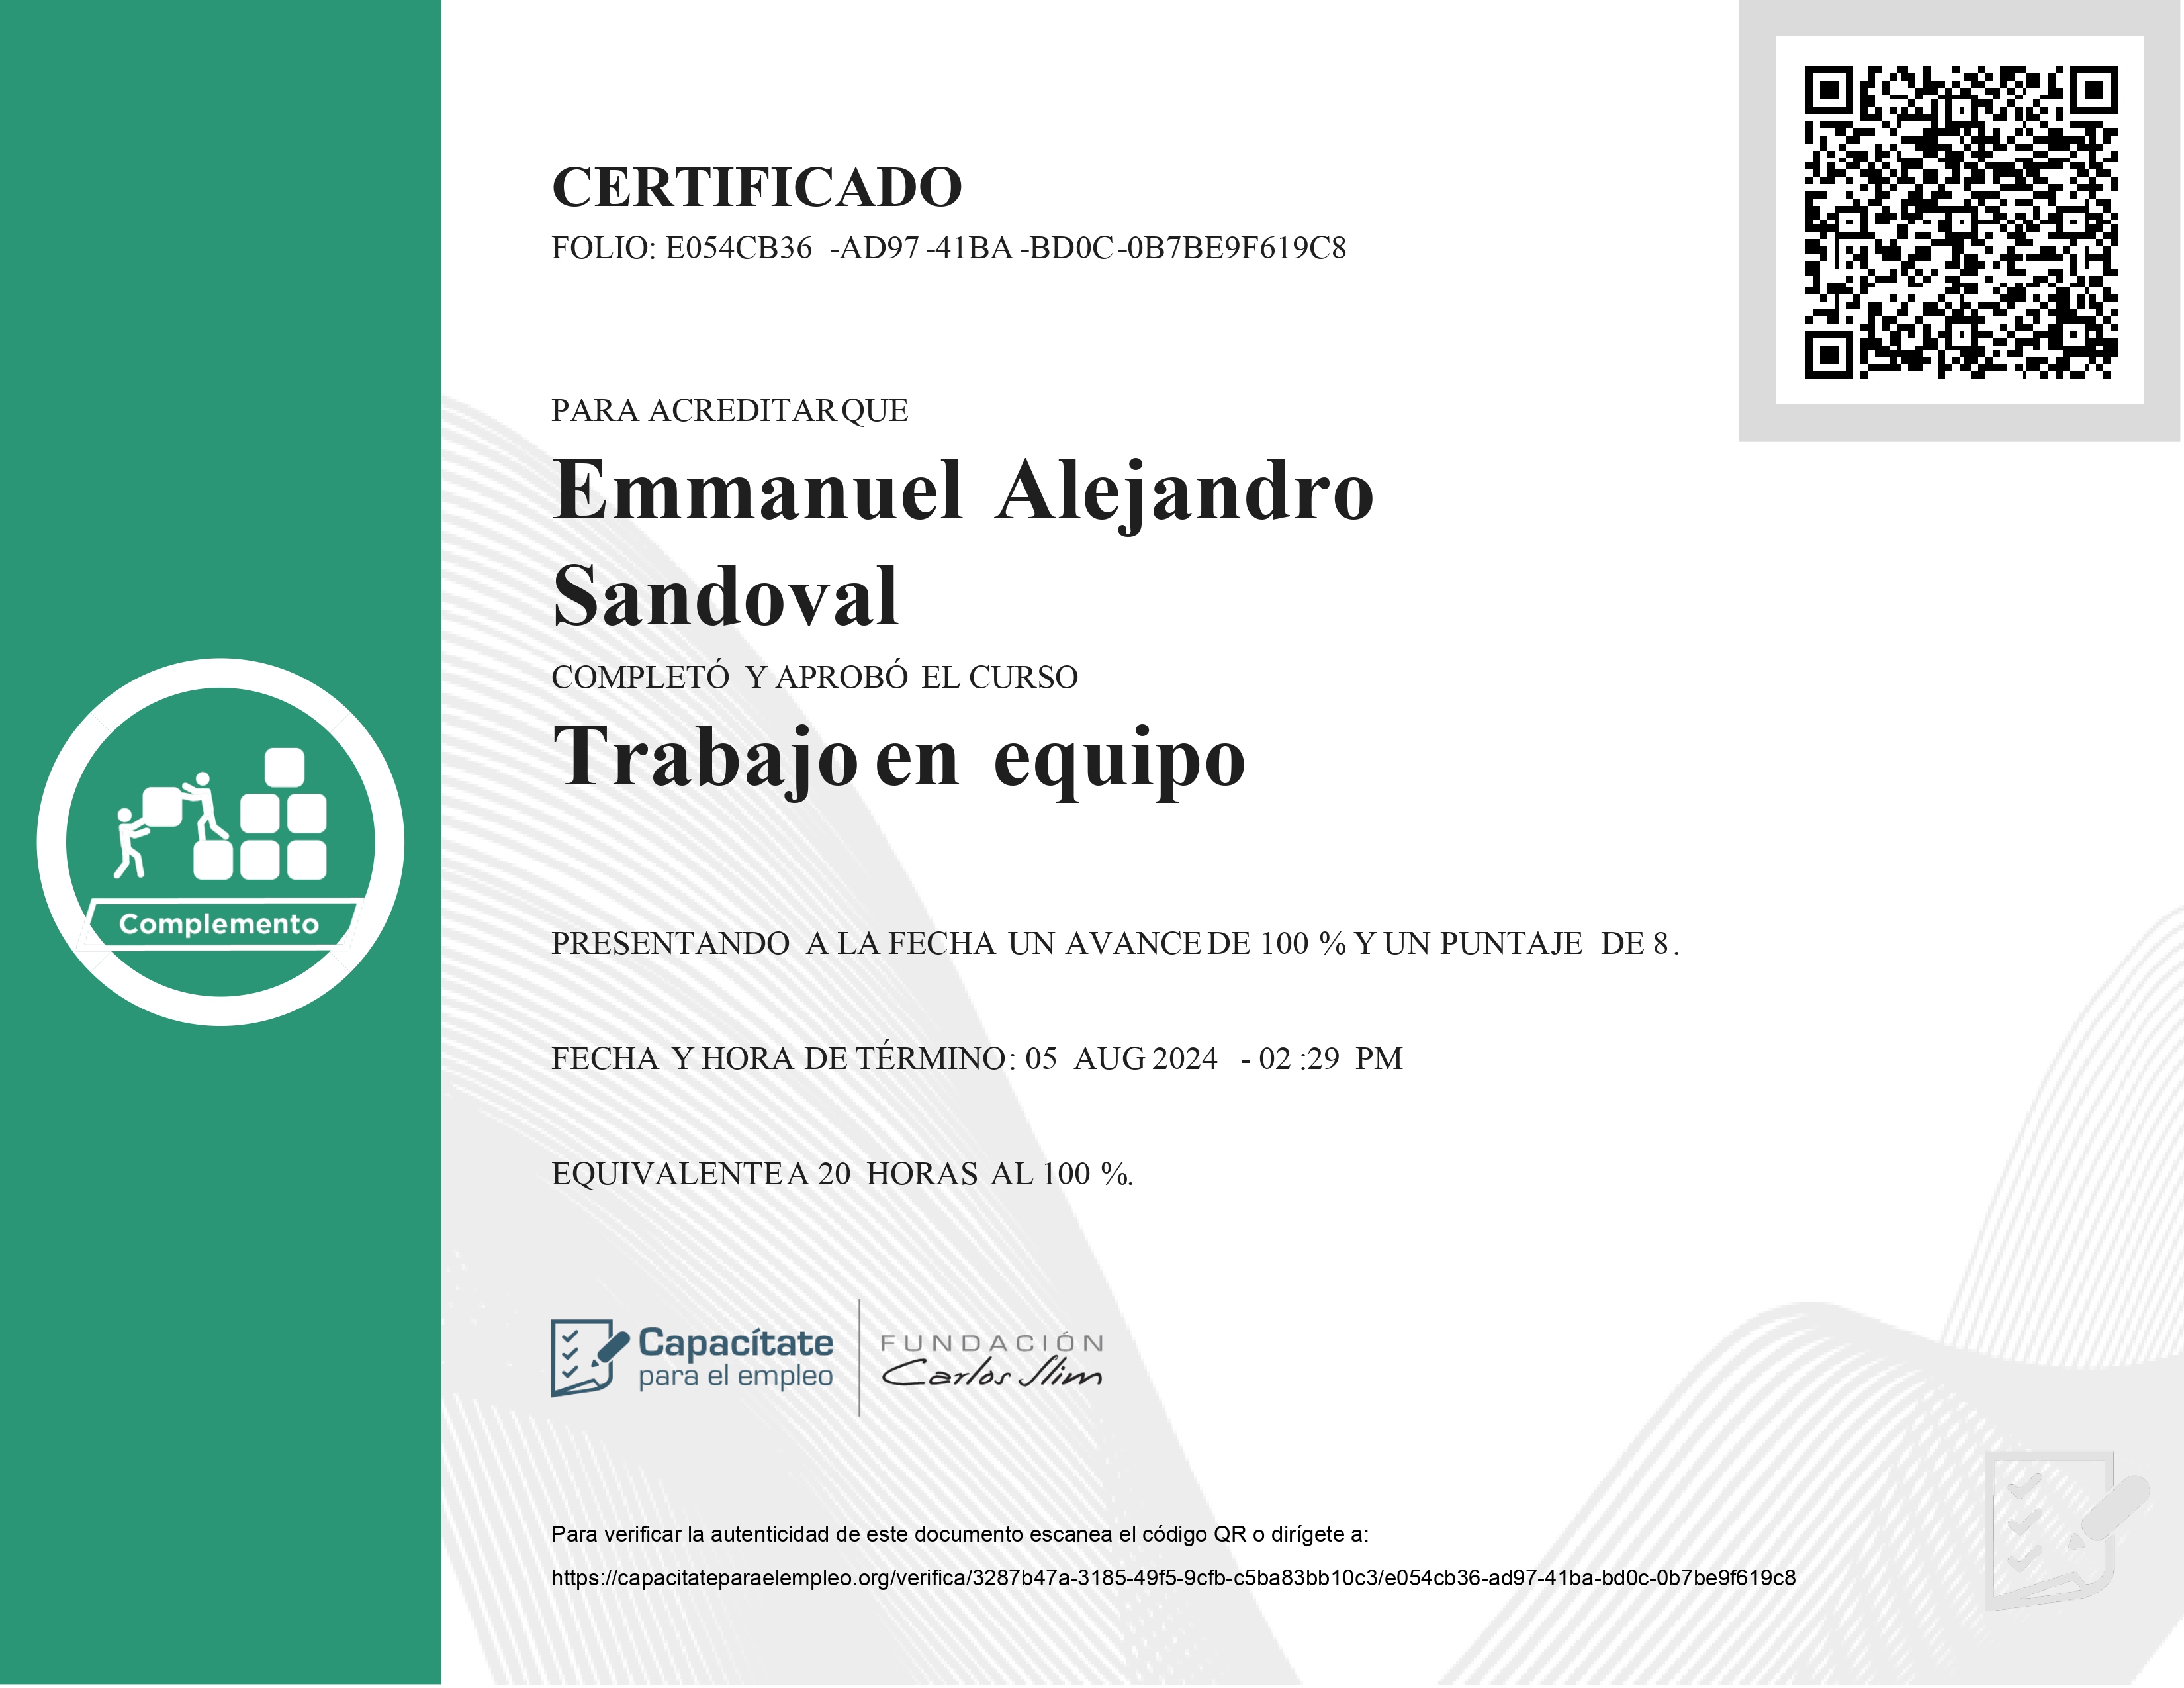 CERTIFICADO
FOLIO: E054CB36 -AD97 -41BA -BD0C -0B7BE9F619C8
PARA ACREDITAR QUE
Emmanuel Alejandro
Sandoval
COMPLETÓ Y APROBÓ EL CURSO
Trabajo en equipo
Complemento
PRESENTANDO A LA FECHA UN AVANCE DE 100 % Y UN PUNTAJE DE 8 .
FECHA Y HORA DE TÉRMINO: 05 AUG 2024 - 02 :29 PM
EQUIVALENTE A 20 HORAS AL 100 %.
Capacítate
para el empleo
FUNDACIÓN
Carlos Slim
Para verificar la autenticidad de este documento escanea el código QR o dirígete a:
https://capacitateparaelempleo.org/verifica/3287b47a-3185-49f5-9cfb-c5ba83bb10c3/e054cb36-ad97-41ba-bd0c-0b7be9f619c8